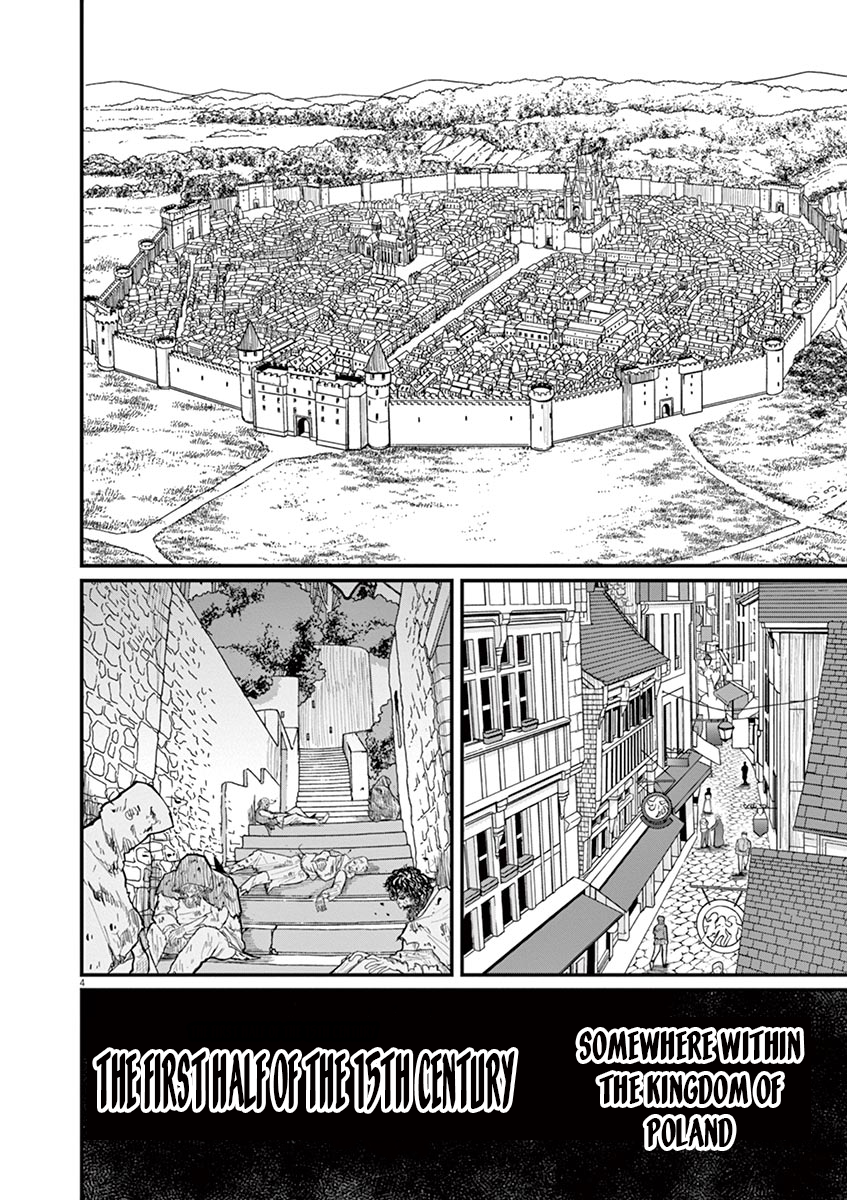 4
SOMEWHERE WITHIN
THE KINGDOM OF
POLAND
THE FIRST HALF OF THE 15TH CENTURY